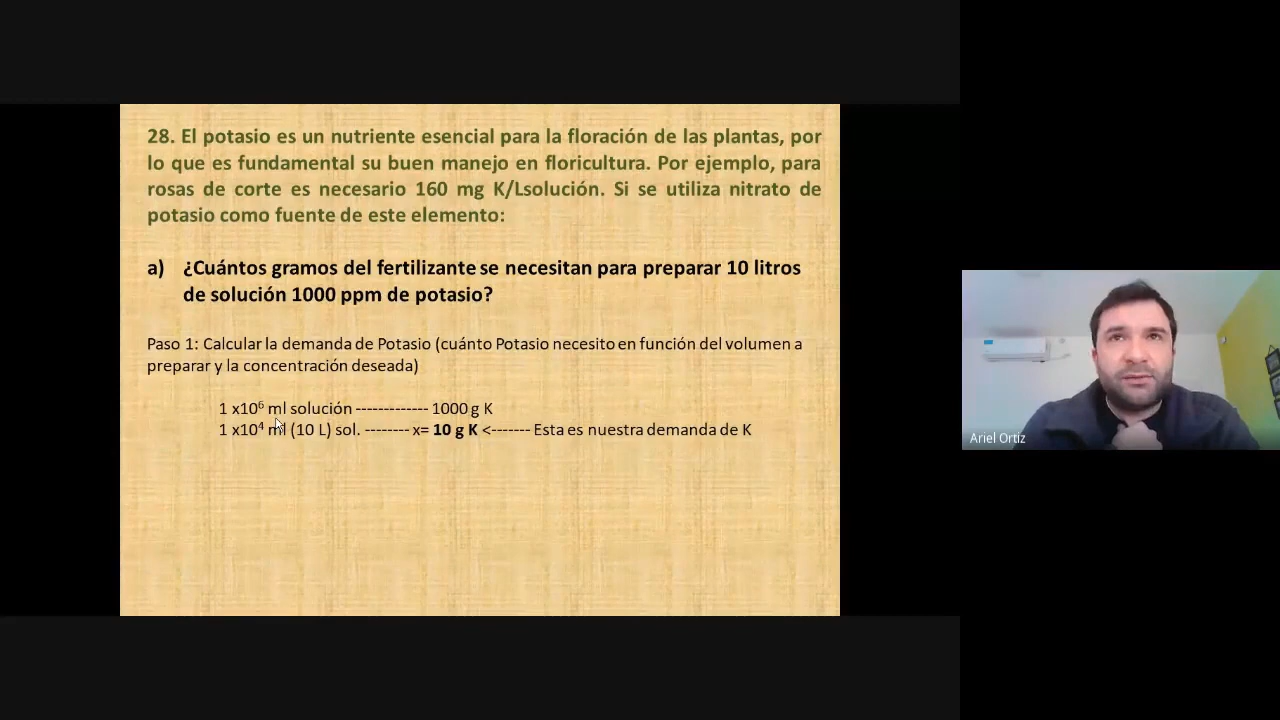 28. El potasio es un nutriente esencial para la floración de las plantas, por
lo que es fundamental su buen manejo en floricultura. Por ejemplo, para
rosas de corte es necesario 160 mg K/Lsolución. Si se utiliza nitrato de
potasio como fuente de este elemento:
a) ¿Cuántos gramos del fertilizante se necesitan para preparar 10 litros
de solución 1000 ppm de potasio?
Paso 1: Calcular la demanda de Potasio (cuánto Potasio necesito en función del volumen a
preparar y la concentración deseada)
1 x10⁶ ml solución ------------- 1000 g K
1 x10⁴ ml (10 L) sol. -------- x= 10 g K <------- Esta es nuestra demanda de K
Ariel Ortíz